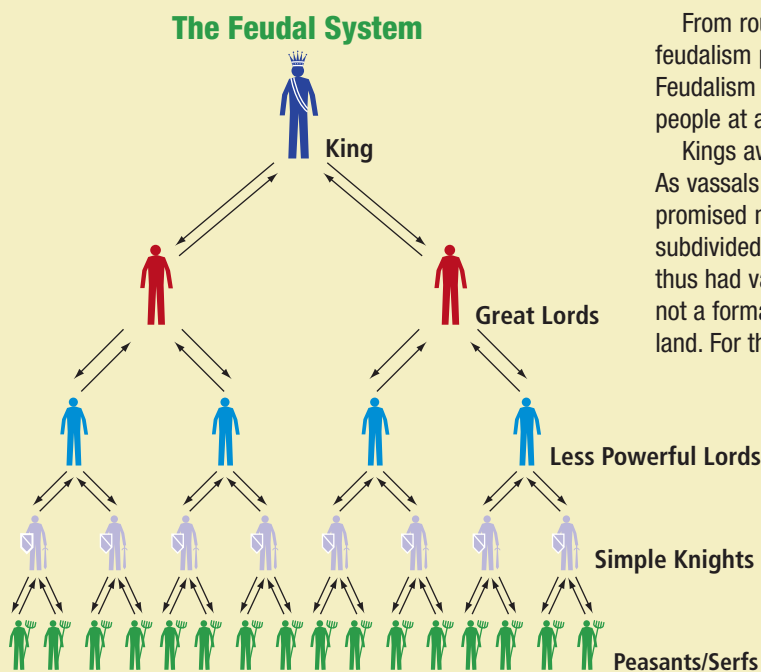 The Feudal System
King
Great Lords
Less Powerful Lords
Simple Knights
Peasants/Serfs
From rou
feudalism p
Feudalism
people at a
Kings av
As vassals
promised m
subdivided
thus had va
not a forma
land. For th